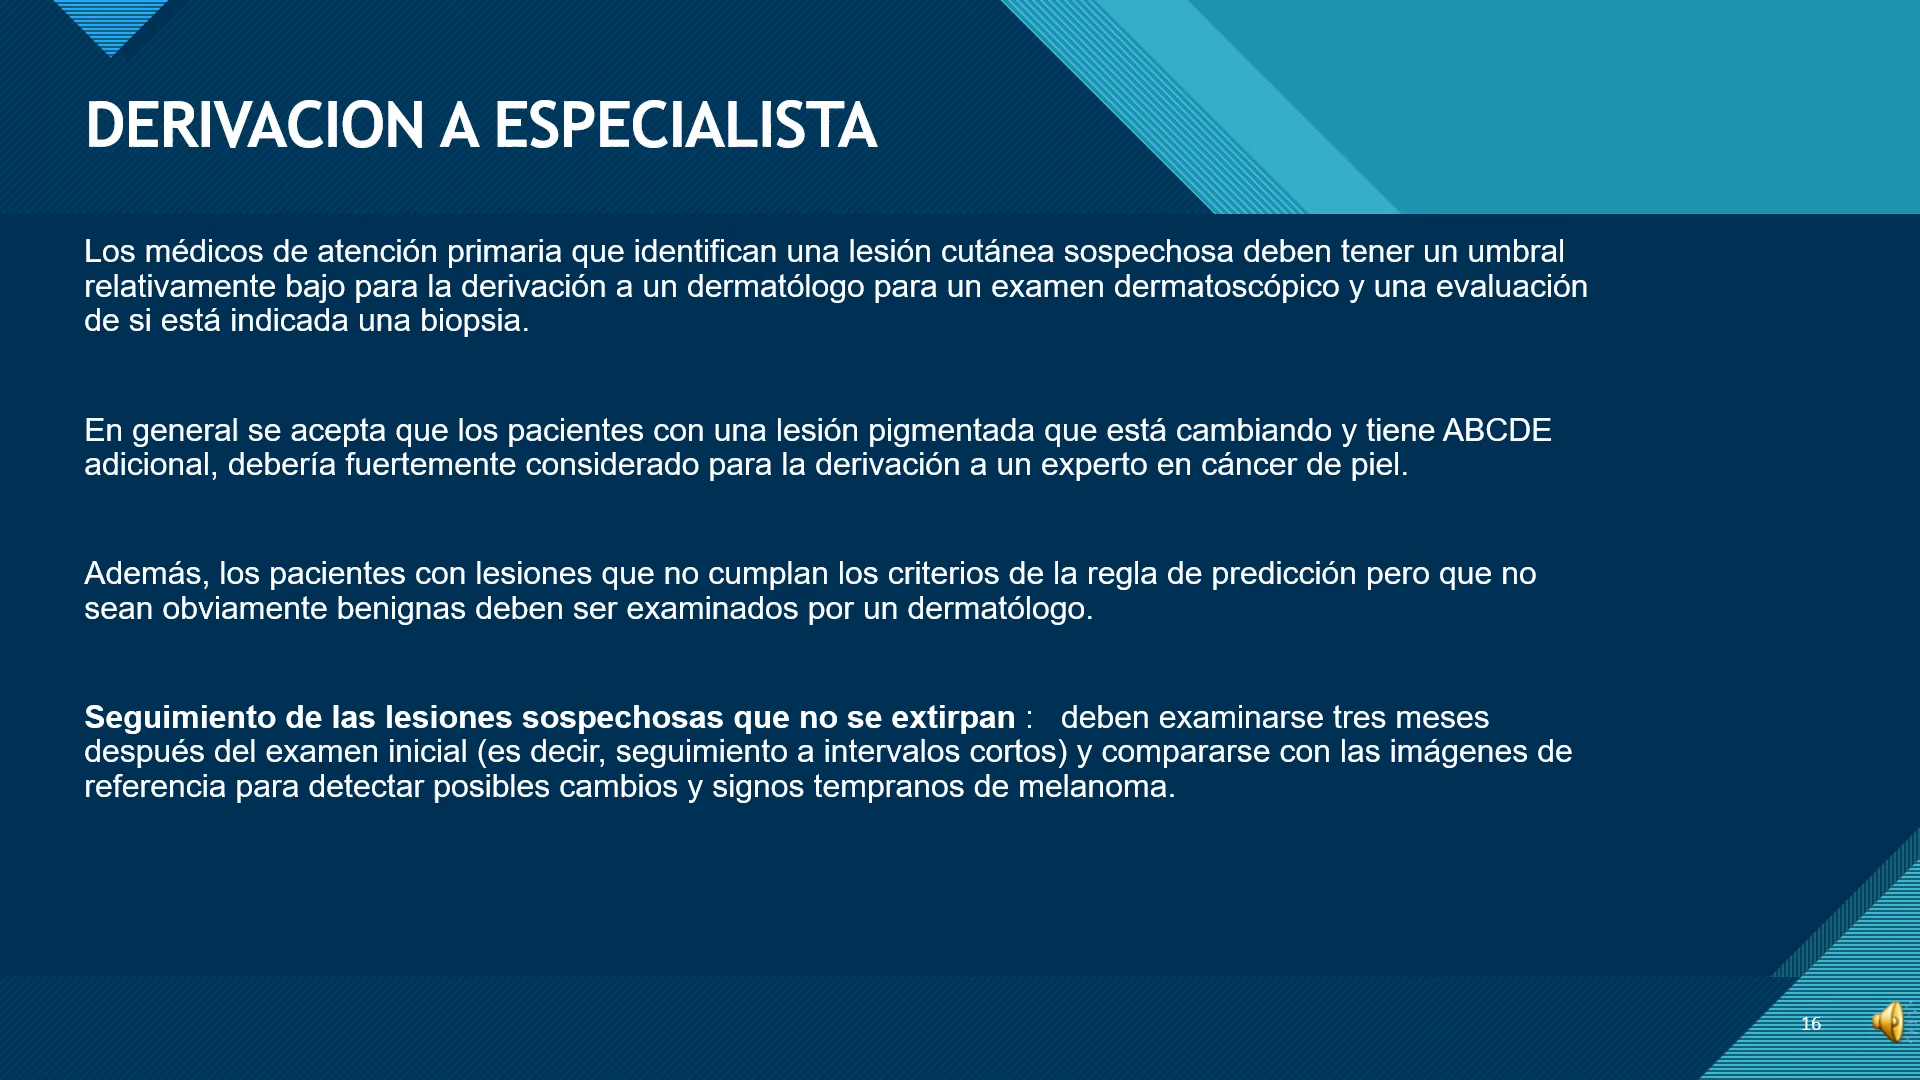 DERIVACION A ESPECIALISTA
Los médicos de atención primaria que identifican una lesión cutánea sospechosa deben tener un umbral
relativamente bajo para la derivación a un dermatólogo para un examen dermatoscópico y una evaluación
de si está indicada una biopsia.
En general se acepta que los pacientes con una lesión pigmentada que está cambiando y tiene ABCDE
adicional, debería fuertemente considerado para la derivación a un experto en cáncer de piel.
Además, los pacientes con lesiones que no cumplan los criterios de la regla de predicción pero que no
sean obviamente benignas deben ser examinados por un dermatólogo.
Seguimiento de las lesiones sospechosas que no se extirpan :   deben examinarse tres meses
después del examen inicial (es decir, seguimiento a intervalos cortos) y compararse con las imágenes de
referencia para detectar posibles cambios y signos tempranos de melanoma.
16